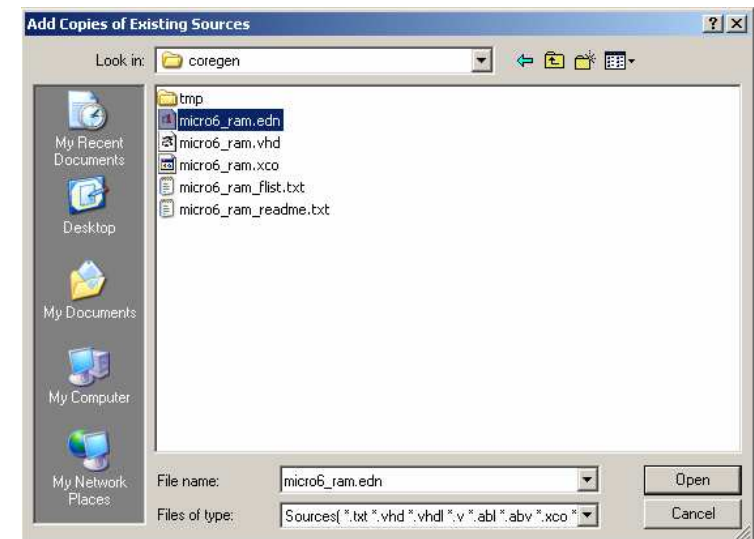 Add Copies of Existing Sources
Look in:
coregen
My Recent
Documents
Desktop
My Documents
My Computer
My Network
Places
tmp
micro6_ram.edn
micro6_ram.vhd
micro6_ram.xco
micro6_ram_flist.txt
micro6_ram_readme.txt
File name:
micro6_ram.edn
Open
Files of type:
Sources( *.txt *.vhd *.vhdl *.v *.abl *.abv *.xco *
Cancel